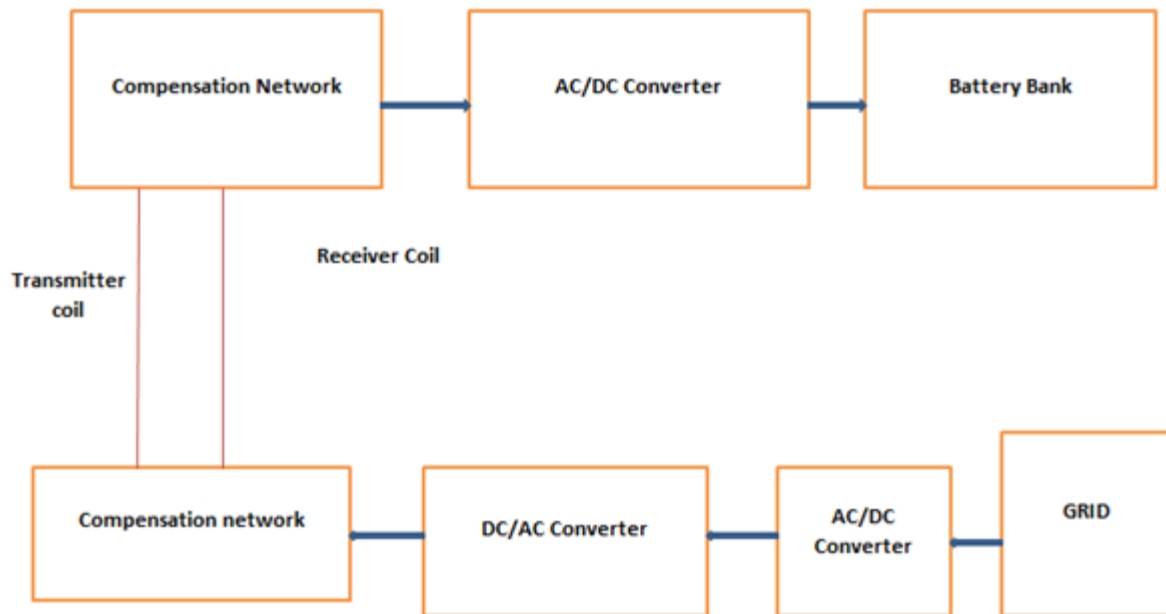 Compensation Network
AC/DC Converter
Battery Bank
Receiver Coil
Transmitter
coil
Compensation network
DC/AC Converter
AC/DC
Converter
GRID